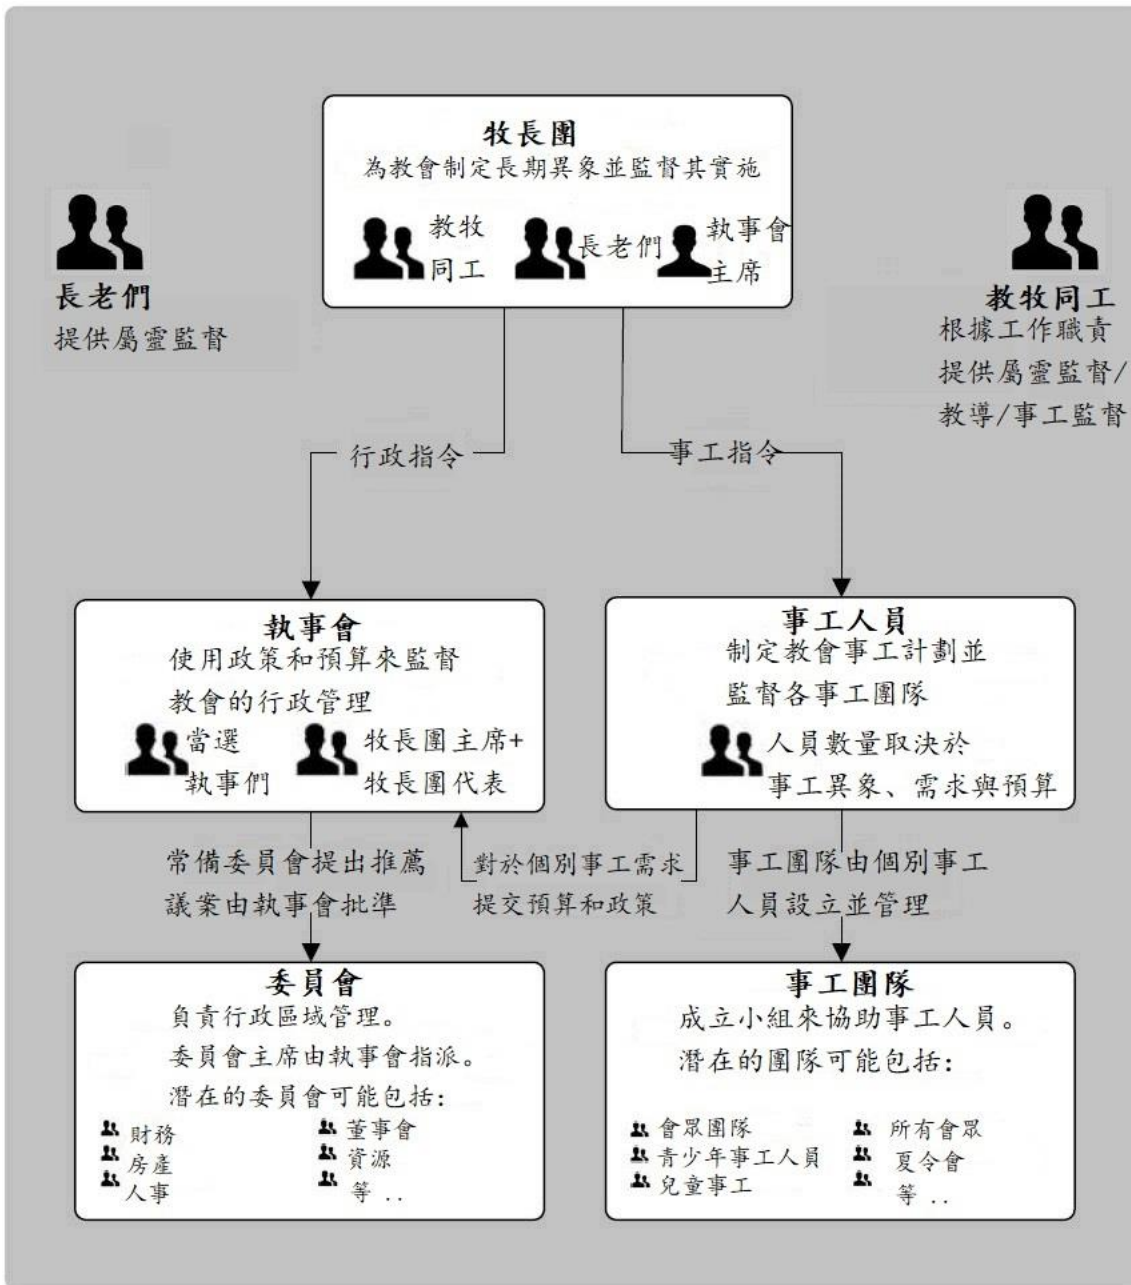 牧長團
為教會制定長期異象並監督其實施
教牧
同工
長老們
執事會
主席
長老們
提供屬靈監督
教牧同工
根據工作職責
提供屬靈監督/
教導/事工監督
行政指令
事工指令
執事會
使用政策和預算來監督
教會的行政管理
當選
執事們
牧長團主席+
牧長團代表
事工人員
制定教會事工計劃並
監督各事工團隊
人員數量取決於
事工異象、需求與預算
常備委員會提出推薦
議案由執事會批準
對於個別事工需求
提交預算和政策
事工團隊由個別事工
人員設立並管理
委員會
負責行政區域管理。
委員會主席由執事會指派。
潛在的委員會可能包括:
財務
房產
人事
董事會
資源
等 ..
事工團隊
成立小組來協助事工人員。
潛在的團隊可能包括:
會眾團隊
青少年事工人員
兒童事工
所有會眾
夏令會
等 ..